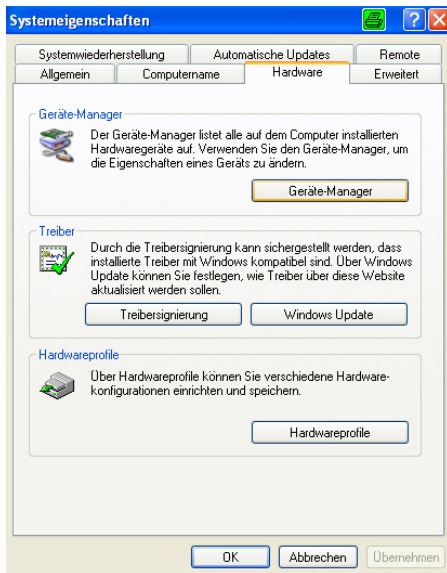 Systemeigenschaften
Systemwiederherstellung Automatische Updates Remote
Allgemein Computername Hardware Erweitert
Geräte-Manager
Der Geräte-Manager listet alle auf dem Computer installierten
Hardwaregeräte auf. Verwenden Sie den Geräte-Manager, um
die Eigenschaften eines Geräts zu ändern.
Geräte-Manager
Treiber
Durch die Treibersignierung kann sichergestellt werden, dass
installierte Treiber mit Windows kompatibel sind. Über Windows
Update können Sie festlegen, wie Treiber über diese Website
aktualisiert werden sollen.
Treibersignierung Windows Update
Hardwareprofile
Über Hardwareprofile können Sie verschiedene Hardware-
konfigurationen einrichten und speichern.
Hardwareprofile
OK Abbrechen Übernehmen